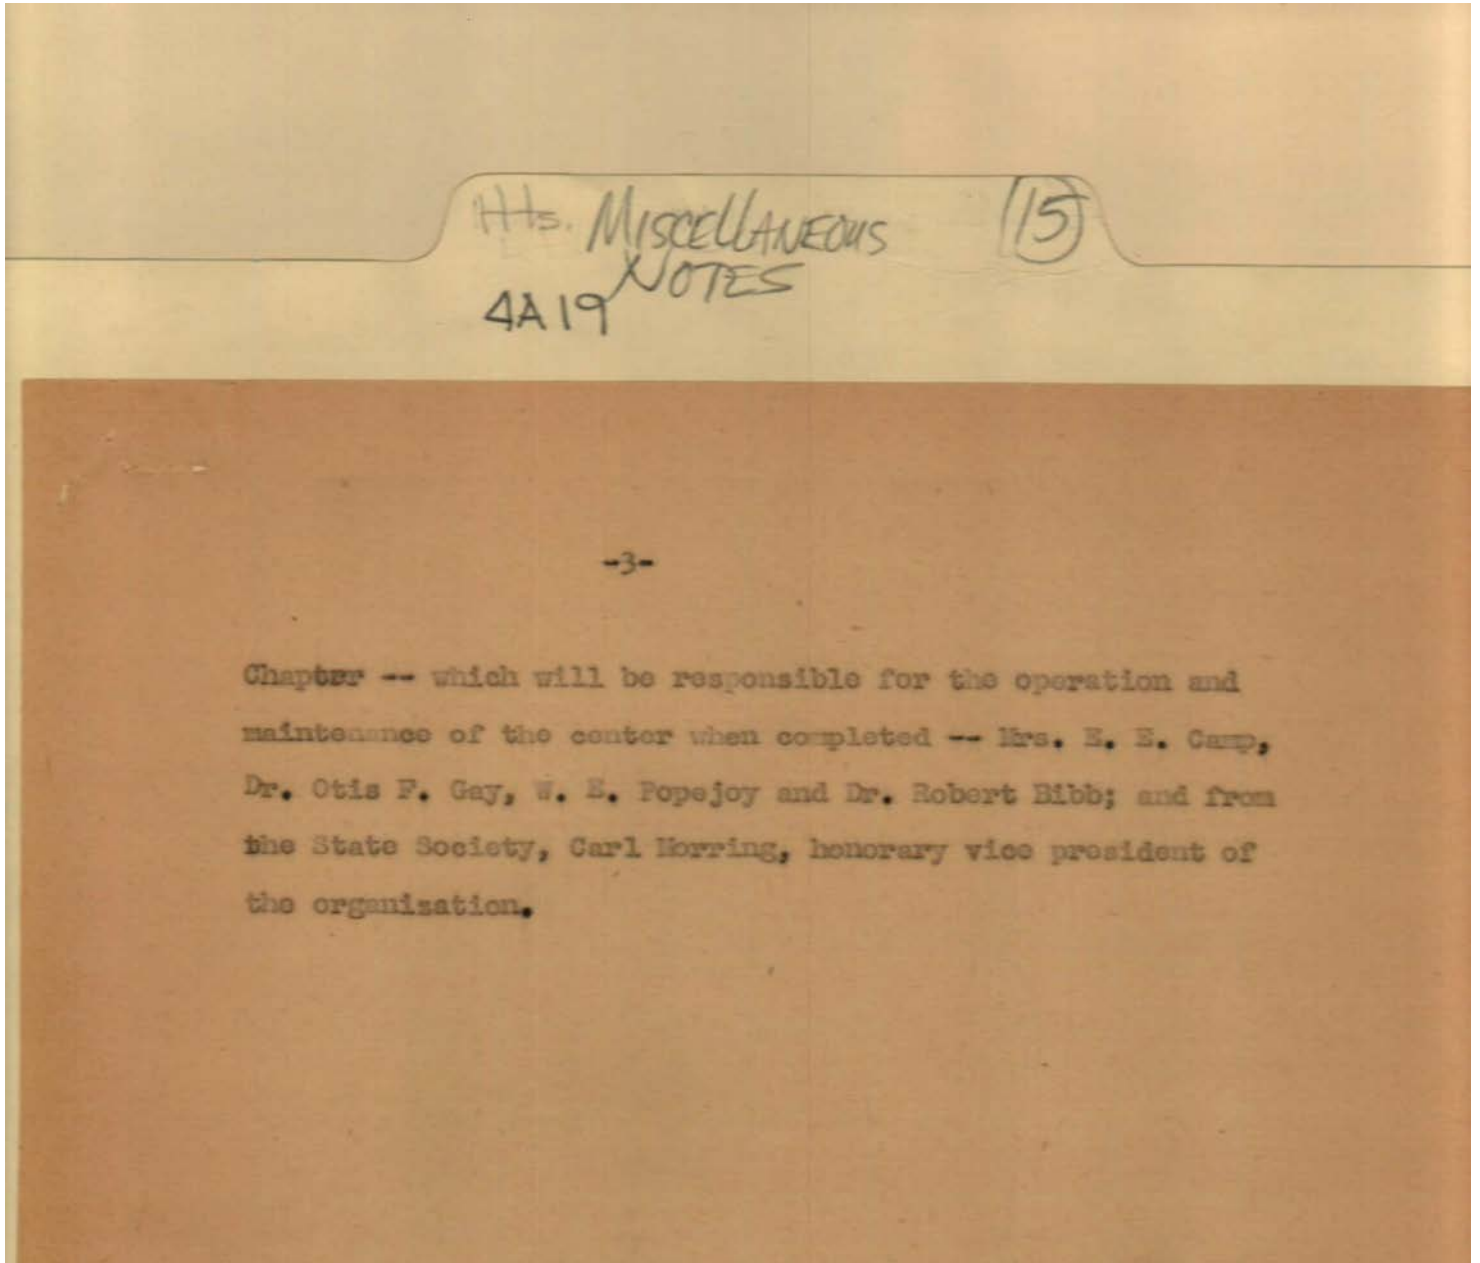 Hts. MISCELLANEOUS (15)
NOTES
4A19
-3-
Chapter -- which will be responsible for the operation and
maintenance of the center when completed -- Mrs. E. E. Camp,
Dr. Otis F. Gay, W. E. Popejoy and Dr. Robert Bibb; and from
the State Society, Carl Morring, honorary vice president of
the organization.